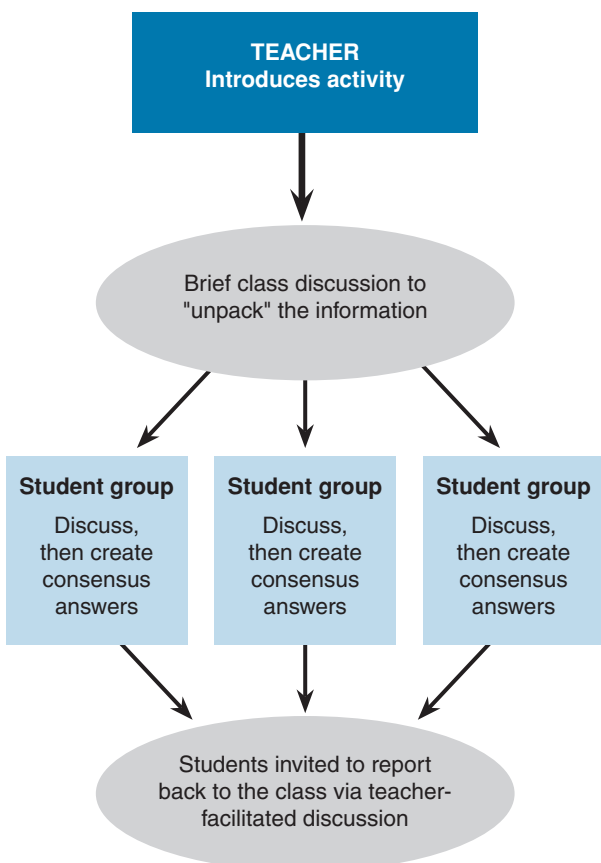 TEACHER
Introduces activity
Brief class discussion to
"unpack" the information
Student group
Discuss,
then create
consensus
answers
Student group
Discuss,
then create
consensus
answers
Student group
Discuss,
then create
consensus
answers
Students invited to report
back to the class via teacher-
facilitated discussion